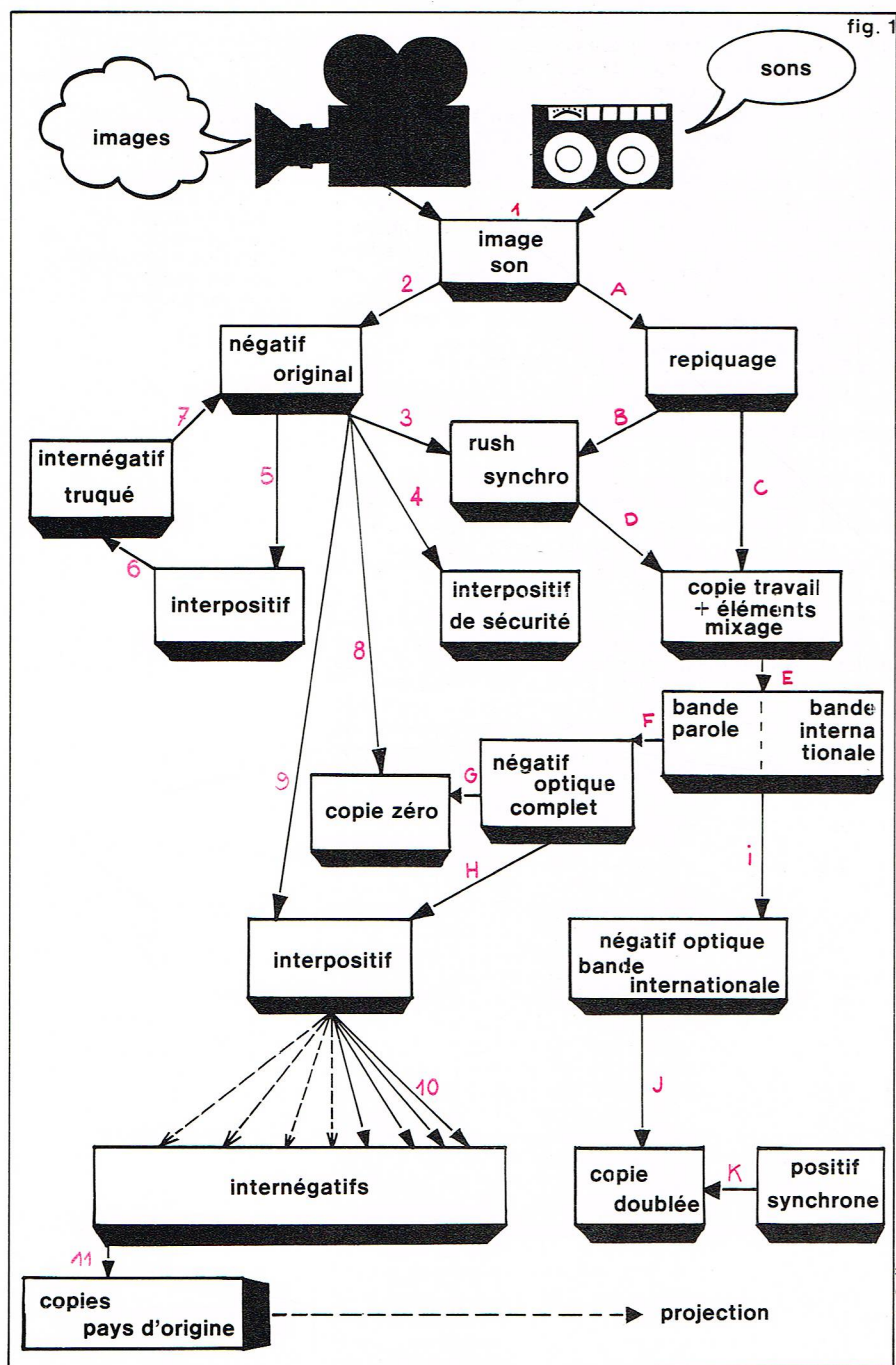 fig. 1
images
sons
1
image
son
2
A
négatif
original
repiquage
7
3
B
internégatif
truqué
rush
synchro
5
4
D
C
6
interpositif
interpositif
de sécurité
copie travail
+ éléments
mixage
8
E
bande
parole
bande
interna
tionale
F
négatif
optique
complet
G
9
copie zéro
H
i
interpositif
négatif optique
bande
internationale
10
J
internégatifs
copie
doublée
K
positif
synchrone
11
copies
pays d'origine
projection